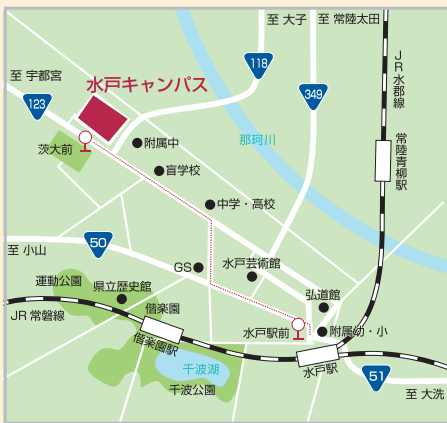 至 大子
至 常陸太田
至 宇都宮
水戸キャンパス
118
349
123
JR水郡線
那珂川
茨大前
附属中
盲学校
常陸青柳駅
中学・高校
至 小山
50
GS
水戸芸術館
運動公園
県立歴史館
弘道館
偕楽園
JR 常磐線
水戸駅前
附属幼・小
偕楽園駅
千波湖
水戸駅
千波公園
51
至 大洗